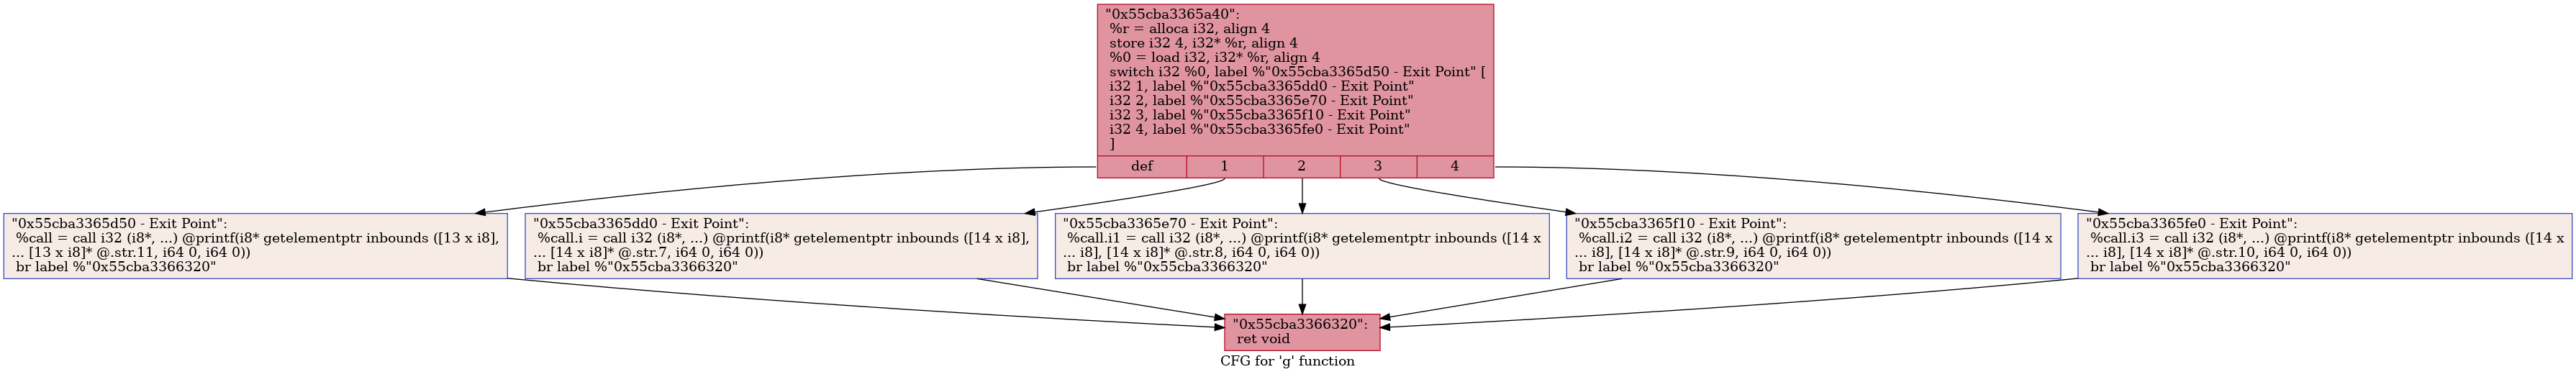 "0x55cba3365a40":
%r = alloca i32, align 4
store i32 4, i32* %r, align 4
%0 = load i32, i32* %r, align 4
switch i32 %0, label %"0x55cba3365d50 - Exit Point" [
i32 1, label %"0x55cba3365dd0 - Exit Point"
i32 2, label %"0x55cba3365e70 - Exit Point"
i32 3, label %"0x55cba3365f10 - Exit Point"
i32 4, label %"0x55cba3365fe0 - Exit Point"
]
def 1 2 3 4
"0x55cba3365d50 - Exit Point":
%call = call i32 (i8*, ...) @printf(i8* getelementptr inbounds ([13 x i8],
... [13 x i8]* @.str.11, i64 0, i64 0))
br label %"0x55cba3366320"
"0x55cba3365dd0 - Exit Point":
%call.i = call i32 (i8*, ...) @printf(i8* getelementptr inbounds ([14 x i8],
... [14 x i8]* @.str.7, i64 0, i64 0))
br label %"0x55cba3366320"
"0x55cba3365e70 - Exit Point":
%call.i1 = call i32 (i8*, ...) @printf(i8* getelementptr inbounds ([14 x
... i8], [14 x i8]* @.str.8, i64 0, i64 0))
br label %"0x55cba3366320"
"0x55cba3365f10 - Exit Point":
%call.i2 = call i32 (i8*, ...) @printf(i8* getelementptr inbounds ([14 x
... i8], [14 x i8]* @.str.9, i64 0, i64 0))
br label %"0x55cba3366320"
"0x55cba3365fe0 - Exit Point":
%call.i3 = call i32 (i8*, ...) @printf(i8* getelementptr inbounds ([14 x
... i8], [14 x i8]* @.str.10, i64 0, i64 0))
br label %"0x55cba3366320"
"0x55cba3366320":
ret void
CFG for 'g' function